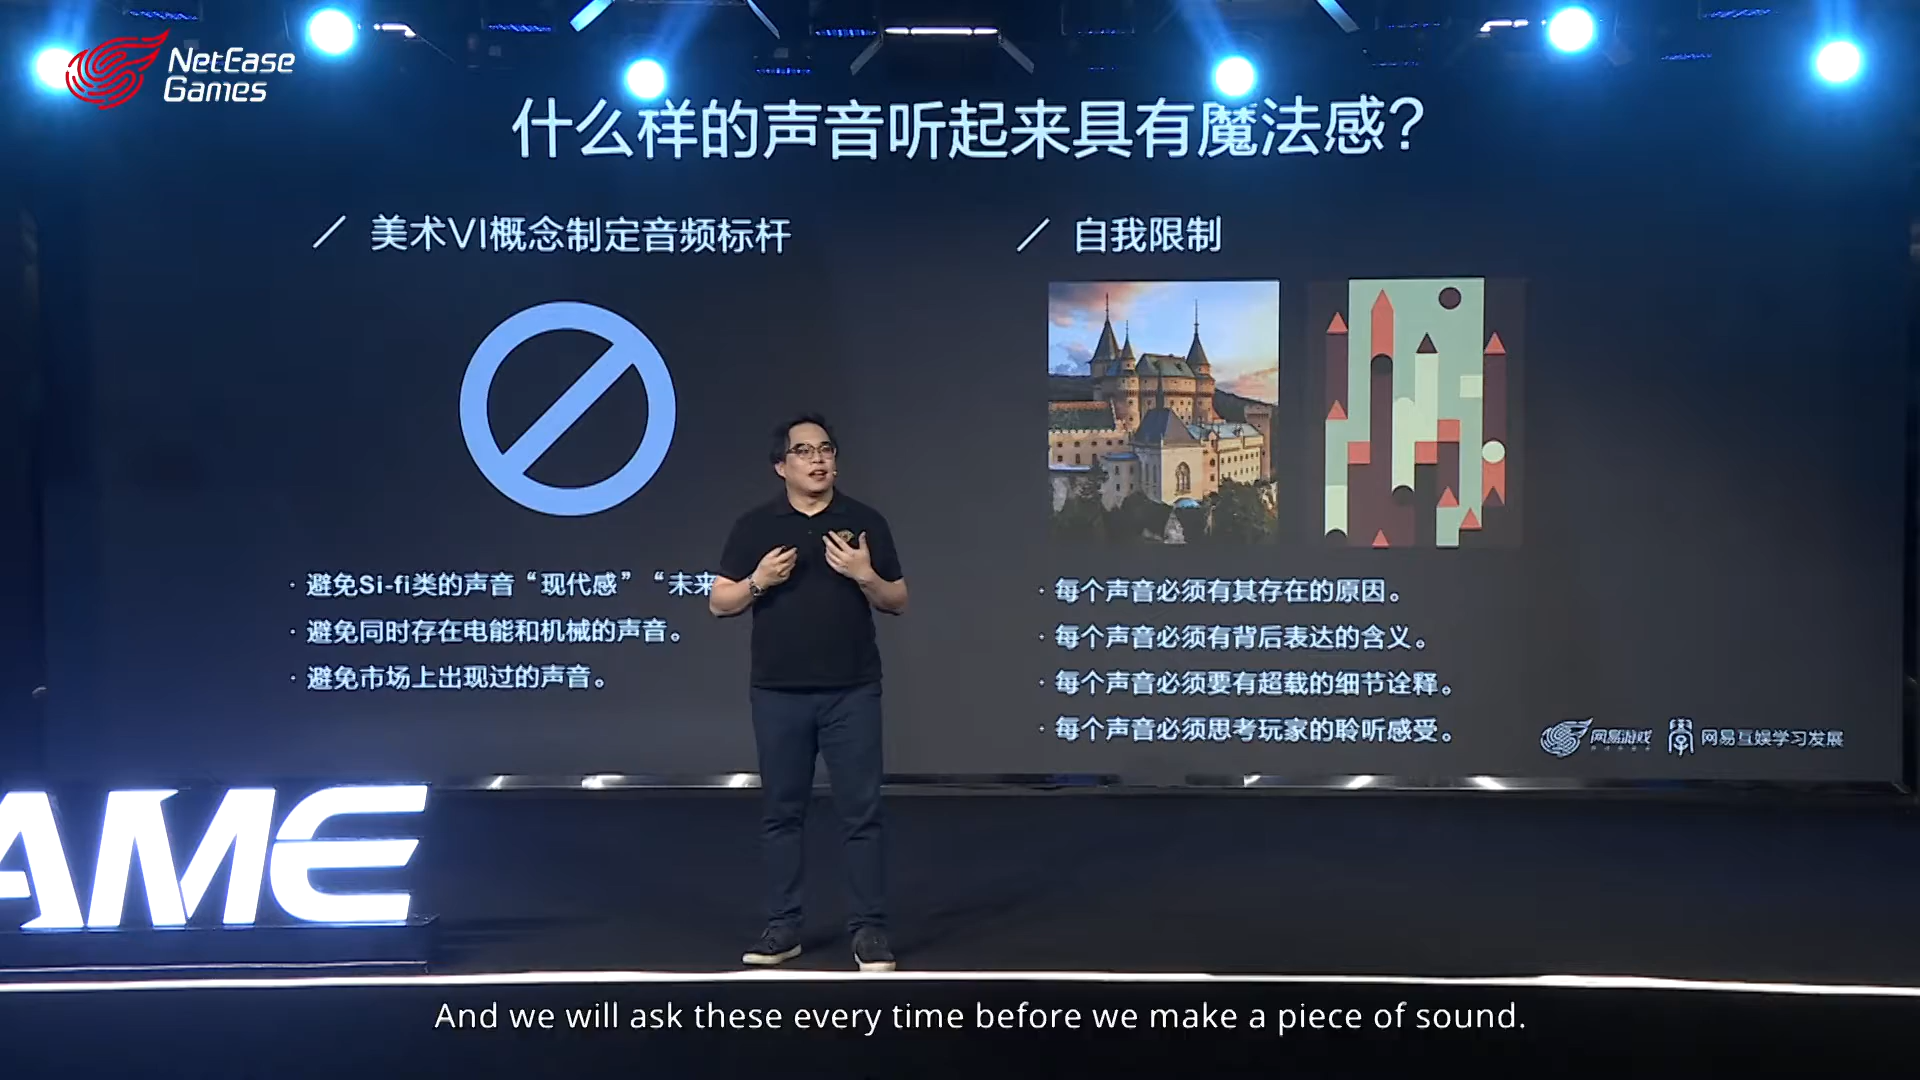 NetEase
Games
什么样的声音听起来具有魔法感？
美术VI概念制定音频标杆
· 避免Si-fi类的声音“现代感”“未来
· 避免同时存在电能和机械的声音。
· 避免市场上出现过的声音。
自我限制
· 每个声音必须有其存在的原因。
· 每个声音必须有背后表达的含义。
· 每个声音必须要有超载的细节诠释。
· 每个声音必须思考玩家的聆听感受。
网易游戏
网易互娱学习发展
AME
And we will ask these every time before we make a piece of sound.